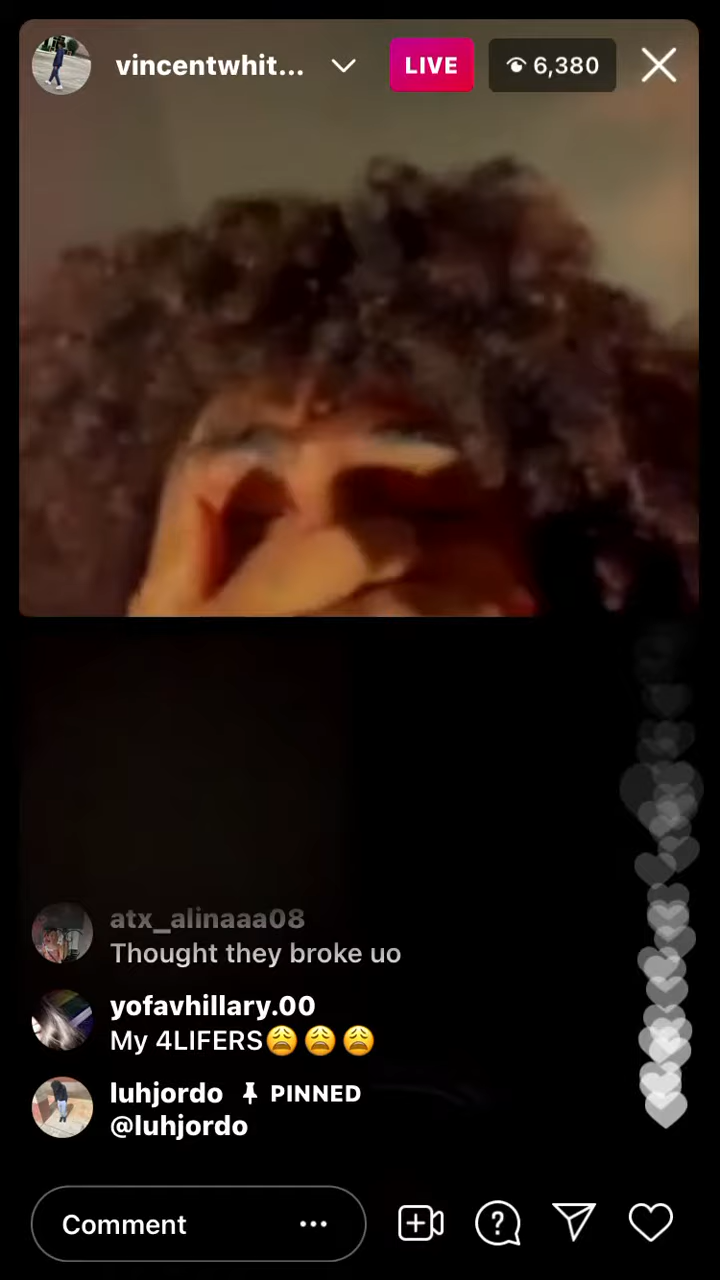 vincentwhit...
LIVE
6,380
atx_alinaaa08
Thought they broke uo
yofavhillary.00
My 4LIFERS😩😩😩
luhjordo PINNED
@luhjordo
Comment